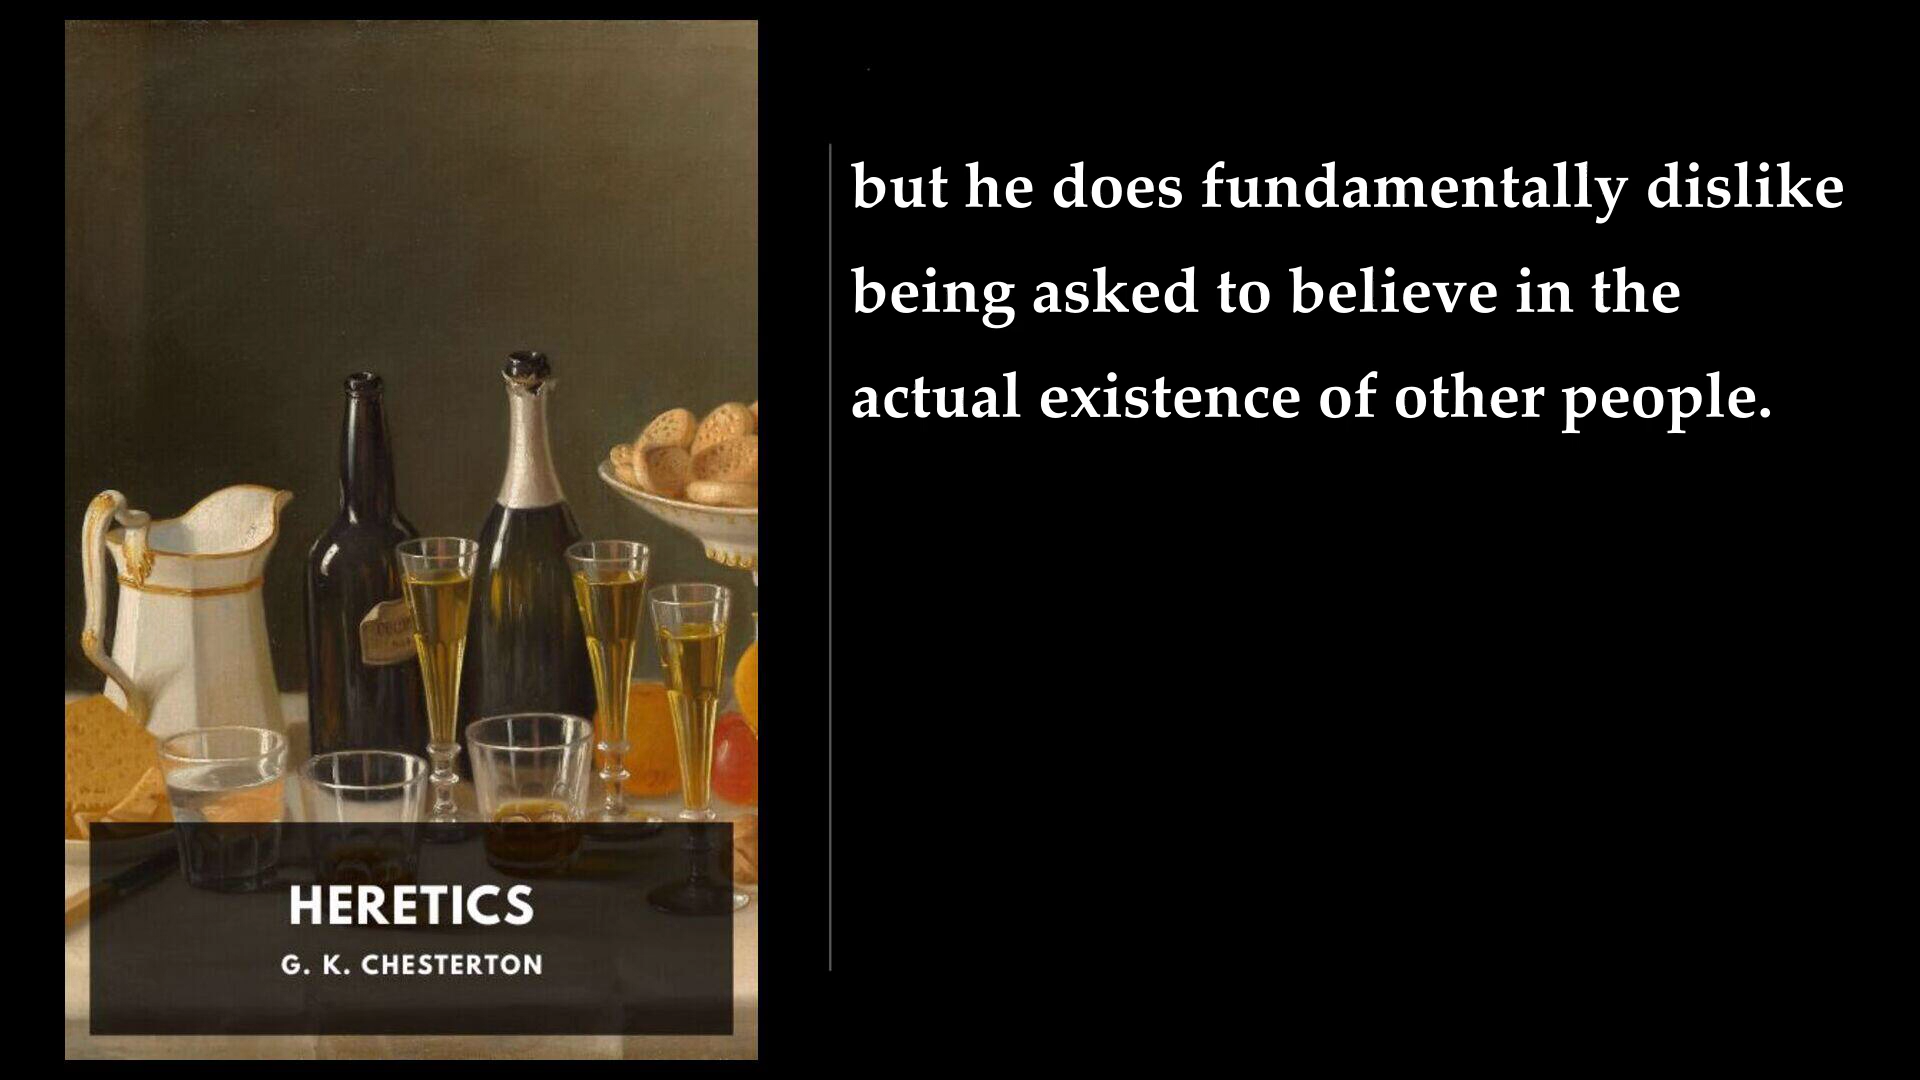 but he does fundamentally dislike
being asked to believe in the
actual existence of other people.
HERETICS
G. K. CHESTERTON